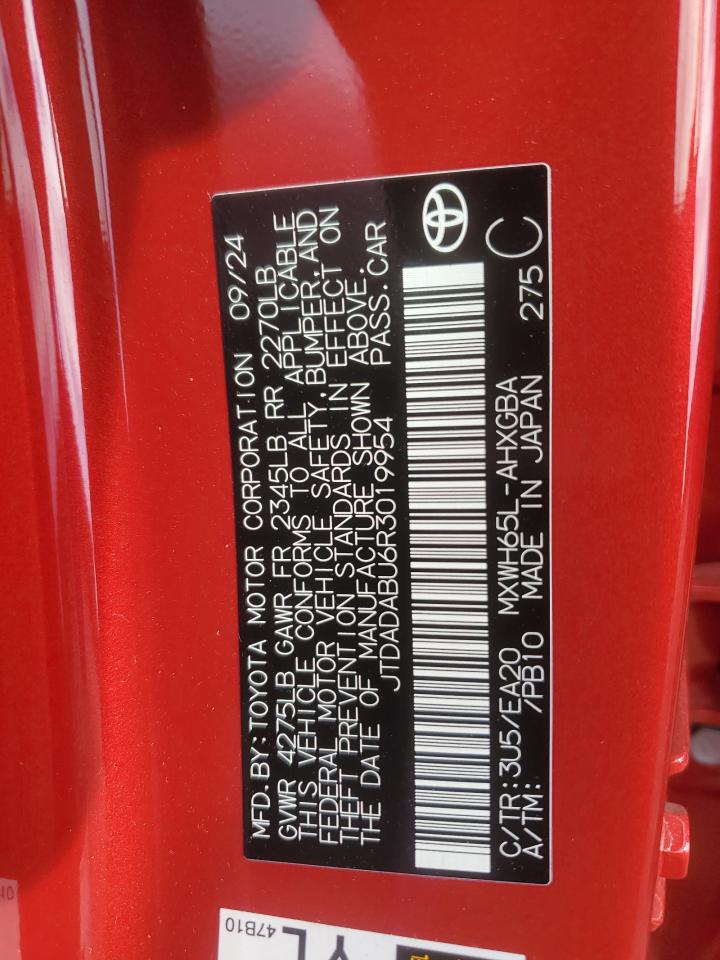 MFD. BY: TOYOTA MOTOR CORPORATION 09/24
GVWR 4275LB GAWR FR 2345LB RR 2270LB
THIS VEHICLE CONFORMS TO ALL APPLICABLE
FEDERAL MOTOR VEHICLE SAFETY, BUMPER, AND
THEFT PREVENTION STANDARDS IN EFFECT ON
THE DATE OF MANUFACTURE SHOWN ABOVE.
JTDADABU6R3019954 PASS. CAR
C/TR: 3U5/EA20 MXWH65L-AHXGBA
A/TM: /PB10 MADE IN JAPAN 275 C
47B10
YL